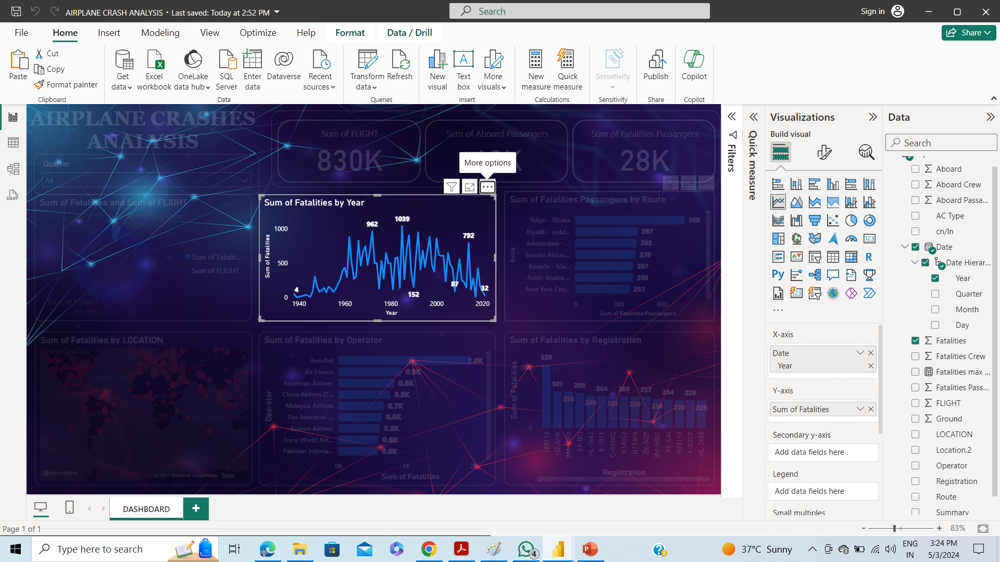 AIRPLANE CRASH ANALYSIS • Last saved: Today at 2:52 PM
Search
Sign in
File
Home
Insert
Modeling
View
Optimize
Help
Format
Data / Drill
Share
Paste
Cut
Copy
Format painter
Get data
Excel workbook
OneLake data hub
SQL Server
Enter data
Dataverse
Recent sources
Transform data
Refresh
New visual
Text box
More visuals
New measure
Quick measure
Sensitivity
Publish
Copilot
Clipboard
Data
Queries
Insert
Calculations
Sensitivity
Share
Copilot
AIRPLANE CRASHES
ANALYSIS
Quarter
All
Sum of FLIGHT
830K
Sum of Aboard Passangers
Sum of Fatalities Passangers
28K
More options
Sum of Fatalities and Sum of FLIGHT
Sum of Fatalit...
Sum of FLIGHT
Sum of FLIGHT
96.32%
Sum of Fatalities by Year
Sum of Fatalities
1000
500
0
4
962
1039
152
792
87
32
1940
1960
1980
2000
2020
Year
Sum of Fatalities Passangers by Route
Route
Tokyo - Osaka
505
Riyadh - Jedd...
287
Amsterdam - ...
283
Bandar Abbas...
278
Karachi - Isla...
267
Addis Ababa ...
266
New York City...
251
0
200
400
Sum of Fatalities Passangers
Sum of Fatalities by LOCATION
NORTH AMERICA
AFRICA
Microsoft Bing
© 2024 Microsoft Corporation
Terms
Sum of Fatalities by Operator
Operator
Aeroflot
2.0K
Air France
0.9K
American Airlines
0.8K
China Airlines (T...
0.8K
Malaysia Airlines
0.7K
Pan American ...
0.6K
Korean Airlines
0.6K
Trans World Airl...
0.6K
Pakistan Interna...
0.6K
0K
1K
Sum of Fatalities
Sum of Fatalities by Registration
Sum of Fatalities
0
520
301
298
290
269
264
261
260
259
257
230
234
230
228
228
JA8119
HZ-AHK
9M-MRD
EP-IBU
HL-7442
B-1816
C-GMXQ
N14053
N739PA
ZK-NZP
9M-MRO
PK-GAI
N93119
F-GZCP
HL-7468
Registration
Filters
Quick measure
Visualizations
Build visual
X-axis
Date
Year
Y-axis
Sum of Fatalities
Secondary y-axis
Add data fields here
Legend
Add data fields here
Small multiples
Data
Search
Aboard
Aboard Crew
Aboard Passa...
AC Type
cn/ln
Date
Date Hierar...
Year
Quarter
Month
Day
Fatalities
Fatalities Crew
Fatalities max ...
Fatalities Pass...
FLIGHT
Ground
LOCATION
Location.2
Operator
Registration
Route
Summary
DASHBOARD
Page 1 of 1
- + 83%
Type here to search
4
37°C Sunny
ENG
IN
3:24 PM
5/3/2024